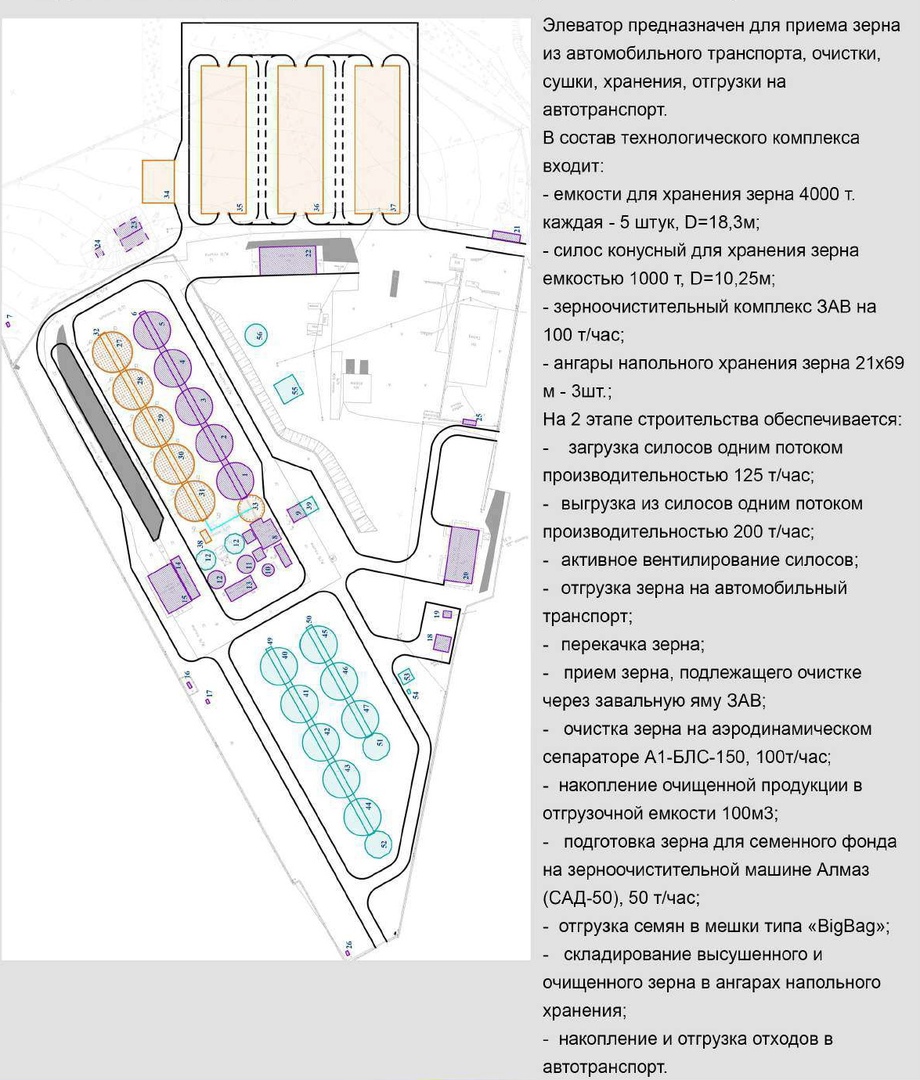 Элеватор предназначен для приема зерна
из автомобильного транспорта, очистки,
сушки, хранения, отгрузки на
автотранспорт.
В состав технологического комплекса
входит:
- емкости для хранения зерна 4000 т.
каждая - 5 штук, D=18,3м;
- силос конусный для хранения зерна
емкостью 1000 т, D=10,25м;
- зерноочистительный комплекс ЗАВ на
100 т/час;
- ангары напольного хранения зерна 21х69
м - 3шт.;
На 2 этапе строительства обеспечивается:
- загрузка силосов одним потоком
производительностью 125 т/час;
- выгрузка из силосов одним потоком
производительностью 200 т/час;
- активное вентилирование силосов;
- отгрузка зерна на автомобильный
транспорт;
- перекачка зерна;
- прием зерна, подлежащего очистке
через завальную яму ЗАВ;
- очистка зерна на аэродинамическом
сепараторе А1-БЛС-150, 100т/час;
- накопление очищенной продукции в
отгрузочной емкости 100м3;
- подготовка зерна для семенного фонда
на зерноочистительной машине Алмаз
(САД-50), 50 т/час;
- отгрузка семян в мешки типа «BigBag»;
- складирование высушенного и
очищенного зерна в ангарах напольного
хранения;
- накопление и отгрузка отходов в
автотранспорт.
34
35
36
37
24
23
22
21
7
6
5
32
27
4
28
3
29
2
30
1
31
33
56
55
25
9
39
38
8
12
12
12
11
10
13
14
15
20
19
18
16
17
53
54
49
50
40
45
41
46
42
47
51
43
44
52
26